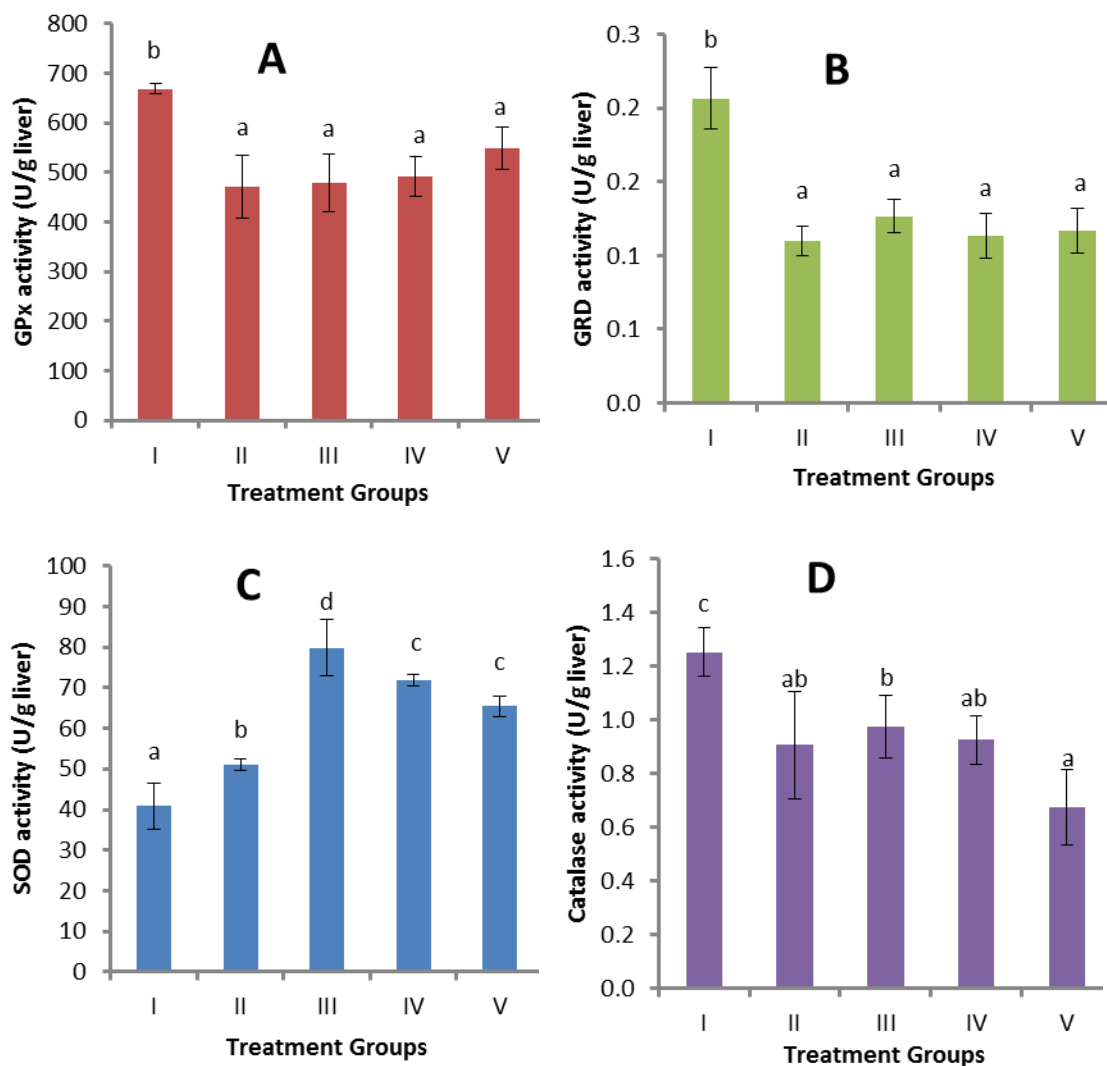 A
GPx activity (U/g liver)
800
700
600
500
400
300
200
100
0
b
a
a
a
a
I II III IV V
Treatment Groups
B
GRD activity (U/g liver)
0.3
0.2
0.2
0.1
0.1
0.0
b
a
a
a
a
I II III IV V
Treatment Groups
C
SOD activity (U/g liver)
100
90
80
70
60
50
40
30
20
10
0
a
b
d
c
c
I II III IV V
Treatment Groups
D
Catalase activity (U/g liver)
1.6
1.4
1.2
1.0
0.8
0.6
0.4
0.2
0.0
c
ab
b
ab
a
I II III IV V
Treatment Groups